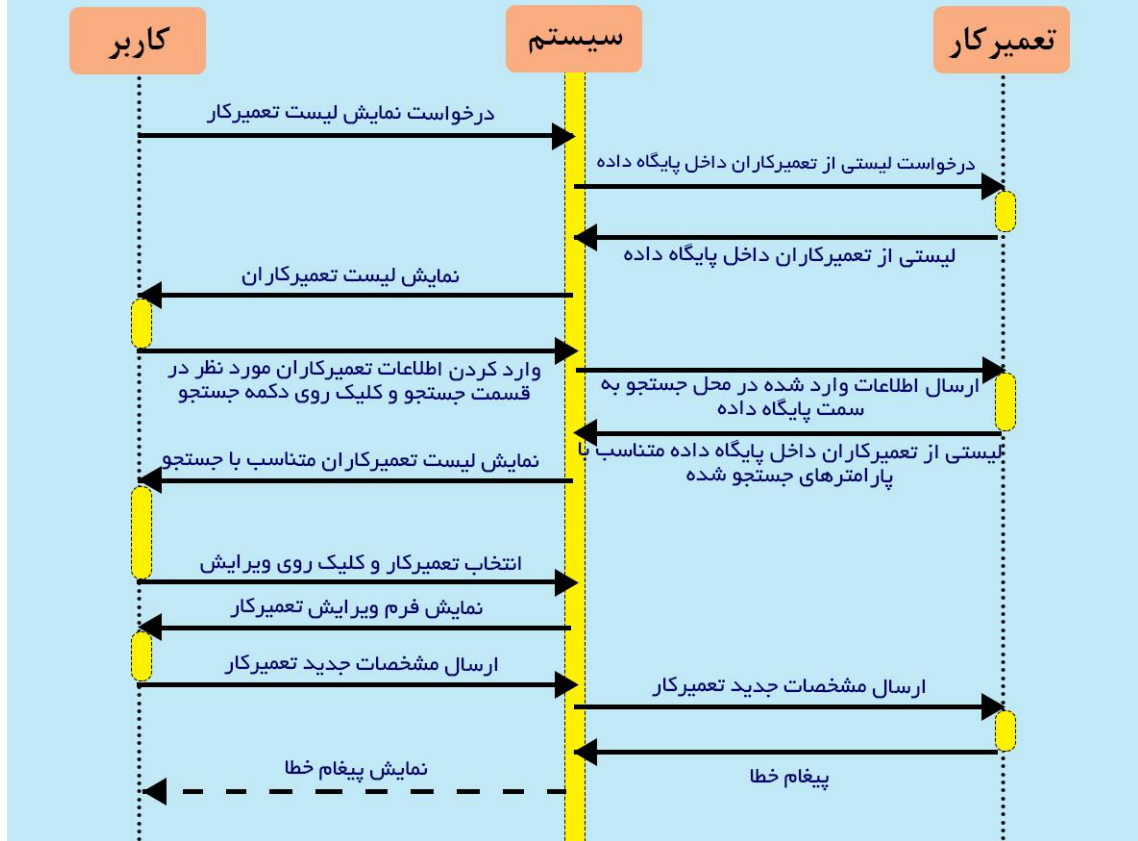 کاربر
سیستم
تعمیرکار
درخواست نمایش لیست تعمیرکار
درخواست لیستی از تعمیرکاران داخل پایگاه داده
لیستی از تعمیرکاران داخل پایگاه داده
نمایش لیست تعمیرکاران
وارد کردن اطلاعات تعمیرکاران مورد نظر در
قسمت جستجو و کلیک روی دکمه جستجو
ارسال اطلاعات وارد شده در محل جستجو به
سمت پایگاه داده
لیستی از تعمیرکاران داخل پایگاه داده متناسب با
پارامترهای جستجو شده
نمایش لیست تعمیرکاران متناسب با جستجو
انتخاب تعمیرکار و کلیک روی ویرایش
نمایش فرم ویرایش تعمیرکار
ارسال مشخصات جدید تعمیرکار
ارسال مشخصات جدید تعمیرکار
پیغام خطا
نمایش پیغام خطا